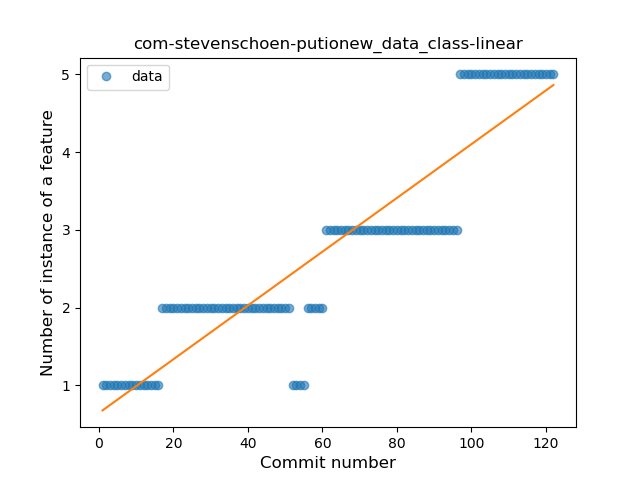 com-stevenschoen-putionew_data_class-linear
data
Number of instance of a feature
5
4
3
2
1
0 20 40 60 80 100 120
Commit number